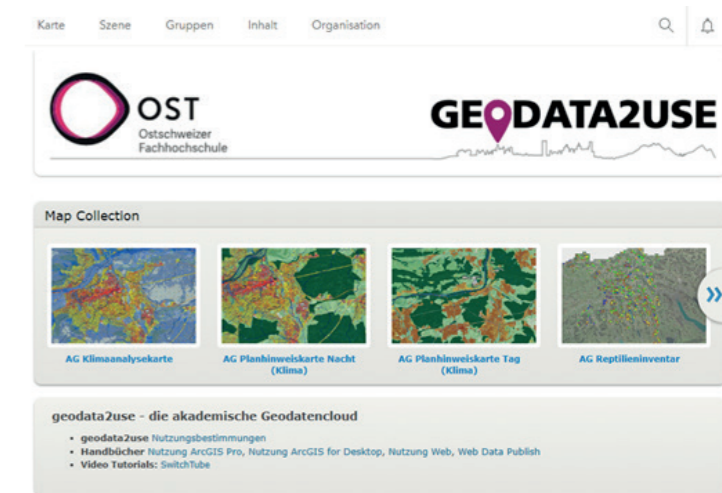 Karte Szene Gruppen Inhalt Organisation
OST
Ostschweizer
Fachhochschule
GEODATA2USE
Map Collection
AG Klimaanalysekarte
AG Planhinweiskarte Nacht
(Klima)
AG Planhinweiskarte Tag
(Klima)
AG Reptilieninventar
geodata2use - die akademische Geodatencloud
• geodata2use Nutzungsbestimmungen
• Handbücher Nutzung ArcGIS Pro, Nutzung ArcGIS for Desktop, Nutzung Web, Web Data Publish
• Video Tutorials: SwitchTube